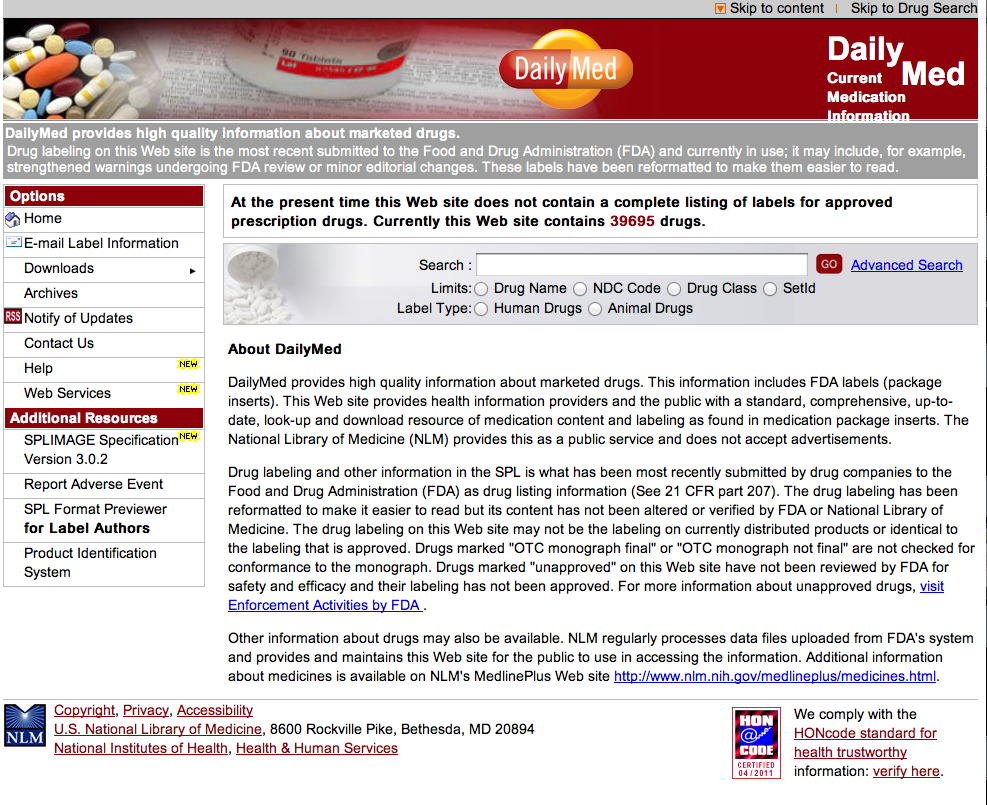 Skip to content | Skip to Drug Search
90 Tablets
DailyMed
Daily
Med
Current
Medication
Information
DailyMed provides high quality information about marketed drugs.
Drug labeling on this Web site is the most recent submitted to the Food and Drug Administration (FDA) and currently in use; it may include, for example,
strengthened warnings undergoing FDA review or minor editorial changes. These labels have been reformatted to make them easier to read.
Options
Home
E-mail Label Information
Downloads
Archives
RSS Notify of Updates
Contact Us
Help NEW
Web Services NEW
Additional Resources
SPLIMAGE Specification NEW
Version 3.0.2
Report Adverse Event
SPL Format Previewer
for Label Authors
Product Identification
System
At the present time this Web site does not contain a complete listing of labels for approved
prescription drugs. Currently this Web site contains 39695 drugs.
Search : GO Advanced Search
Limits: Drug Name NDC Code Drug Class SetId
Label Type: Human Drugs Animal Drugs
About DailyMed
DailyMed provides high quality information about marketed drugs. This information includes FDA labels (package
inserts). This Web site provides health information providers and the public with a standard, comprehensive, up-to-
date, look-up and download resource of medication content and labeling as found in medication package inserts. The
National Library of Medicine (NLM) provides this as a public service and does not accept advertisements.
Drug labeling and other information in the SPL is what has been most recently submitted by drug companies to the
Food and Drug Administration (FDA) as drug listing information (See 21 CFR part 207). The drug labeling has been
reformatted to make it easier to read but its content has not been altered or verified by FDA or National Library of
Medicine. The drug labeling on this Web site may not be the labeling on currently distributed products or identical to
the labeling that is approved. Drugs marked "OTC monograph final" or "OTC monograph not final" are not checked for
conformance to the monograph. Drugs marked "unapproved" on this Web site have not been reviewed by FDA for
safety and efficacy and their labeling has not been approved. For more information about unapproved drugs, visit
Enforcement Activities by FDA .
Other information about drugs may also be available. NLM regularly processes data files uploaded from FDA's system
and provides and maintains this Web site for the public to use in accessing the information. Additional information
about medicines is available on NLM's MedlinePlus Web site http://www.nlm.nih.gov/medlineplus/medicines.html.
NLM
Copyright, Privacy, Accessibility
U.S. National Library of Medicine, 8600 Rockville Pike, Bethesda, MD 20894
National Institutes of Health, Health & Human Services
HON
@
CODE
CERTIFIED
04/2011
We comply with the
HONcode standard for
health trustworthy
information: verify here.